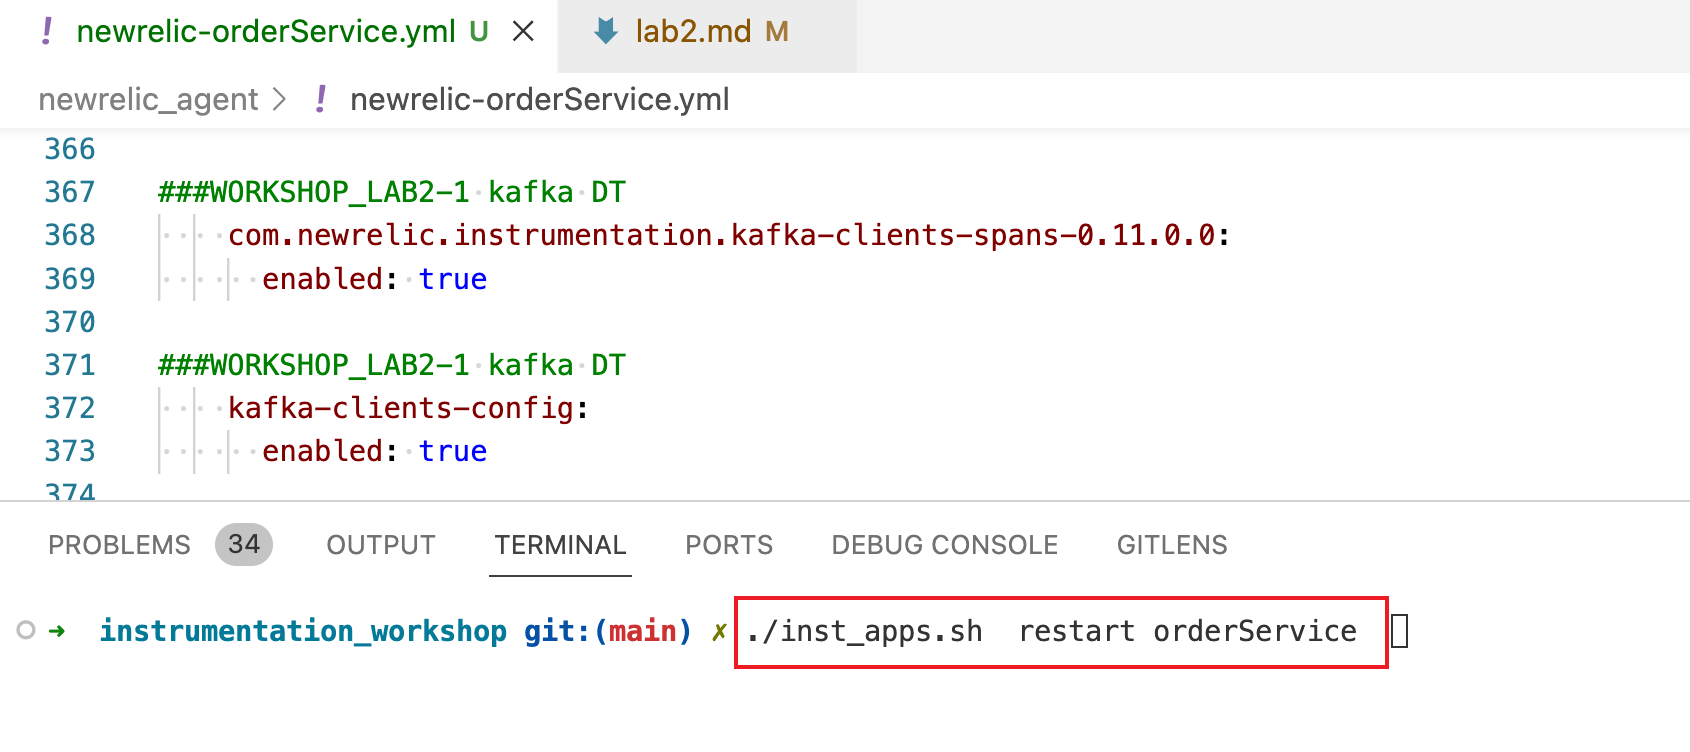 ! newrelic-orderService.yml U × lab2.md M
newrelic_agent > ! newrelic-orderService.yml
366
367 ###WORKSHOP_LAB2-1 kafka DT
368 com.newrelic.instrumentation.kafka-clients-spans-0.11.0.0:
369 enabled: true
370
371 ###WORKSHOP_LAB2-1 kafka DT
372 kafka-clients-config:
373 enabled: true
374
PROBLEMS 34 OUTPUT TERMINAL PORTS DEBUG CONSOLE GITLENS
➜ instrumentation_workshop git:(main) ✗ ./inst_apps.sh  restart orderService